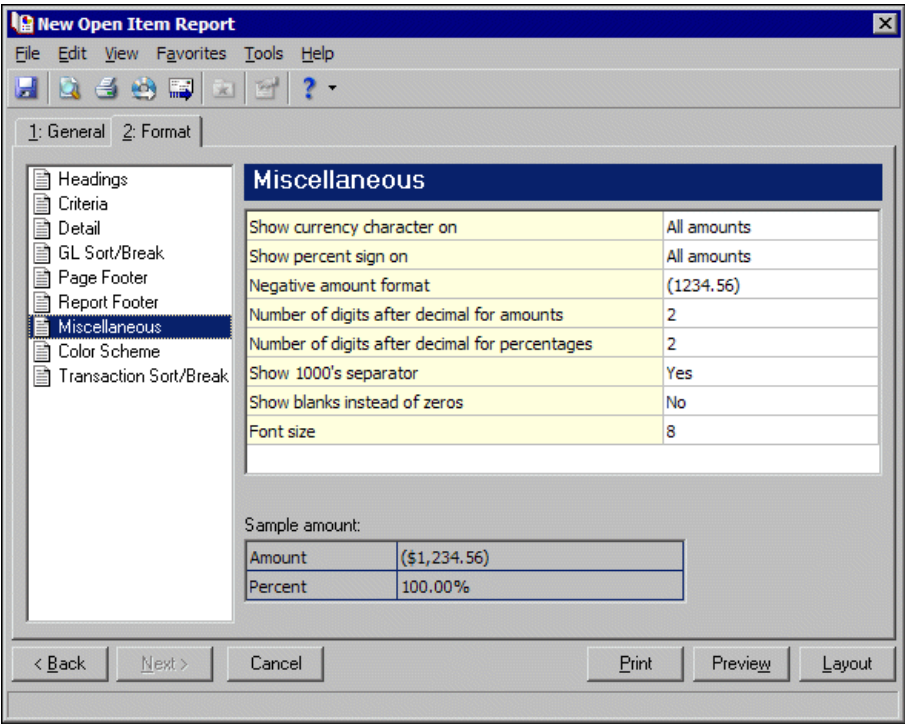 New Open Item Report
File Edit View Favorites Tools Help
1: General 2: Format
Headings
Criteria
Detail
GL Sort/Break
Page Footer
Report Footer
Miscellaneous
Color Scheme
Transaction Sort/Break
Miscellaneous
Show currency character on All amounts
Show percent sign on All amounts
Negative amount format (1234.56)
Number of digits after decimal for amounts 2
Number of digits after decimal for percentages 2
Show 1000's separator Yes
Show blanks instead of zeros No
Font size 8
Sample amount:
Amount ($1,234.56)
Percent 100.00%
< Back Next > Cancel Print Preview Layout